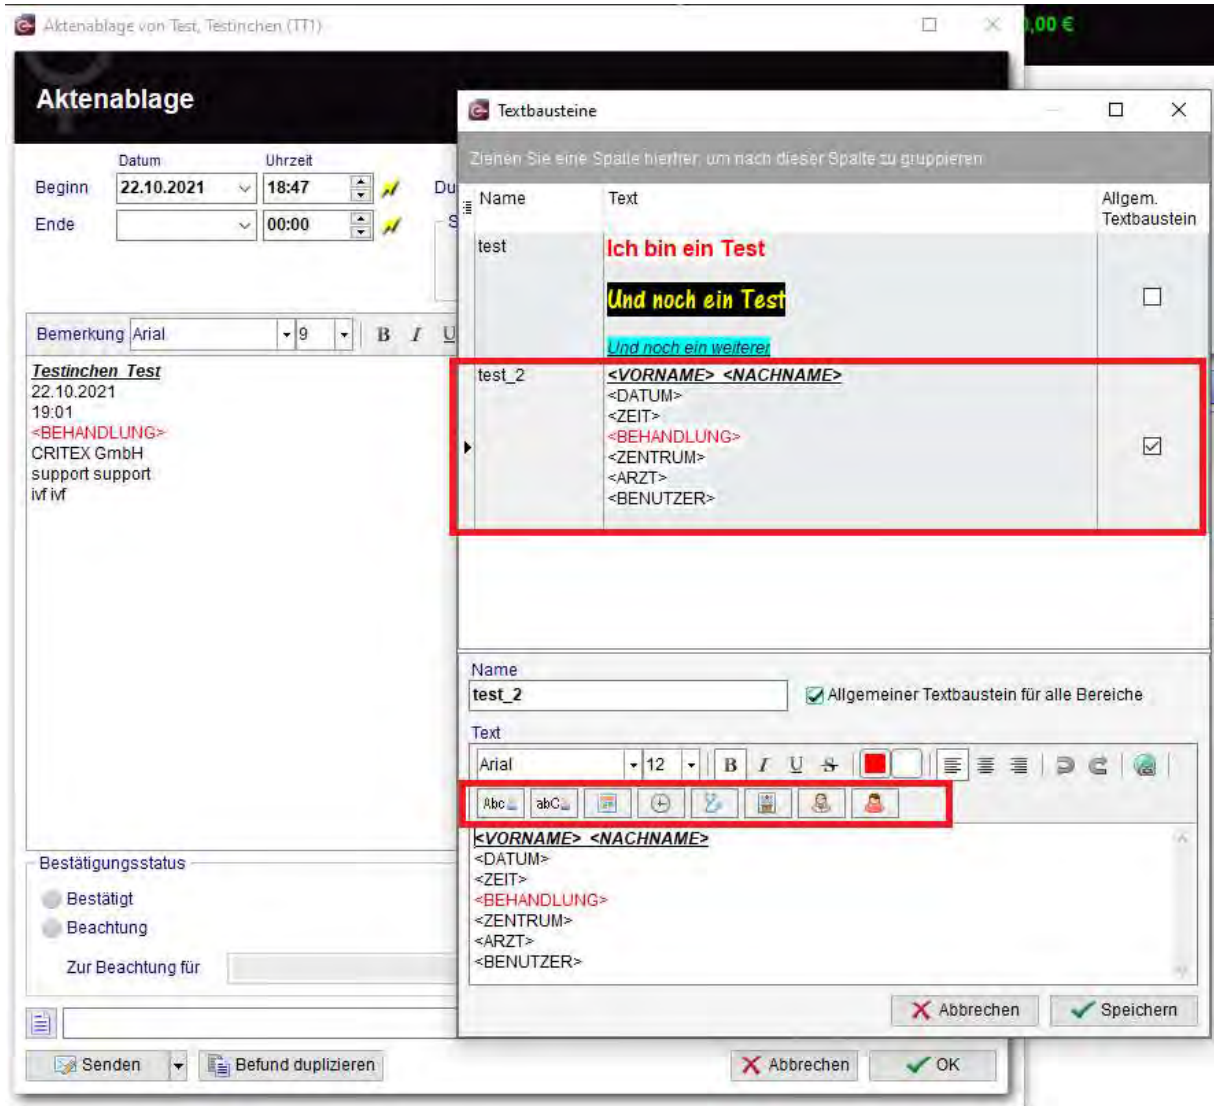 Aktenablage von Test, Testinchen (TT1)
0,00 €
Aktenablage
Datum
Uhrzeit
Beginn
22.10.2021
18:47
Du
Ende
00:00
S
Bemerkung
Arial
9
B I U
Testinchen Test
22.10.2021
19:01
<BEHANDLUNG>
CRITEX GmbH
support support
ivf ivf
Bestätigungsstatus
Bestätigt
Beachtung
Zur Beachtung für
Senden
Befund duplizieren
Abbrechen
OK
Textbausteine
Ziehen Sie eine Spalte hierher, um nach dieser Spalte zu gruppieren
Name
Text
Allgem.
Textbaustein
test
Ich bin ein Test
Und noch ein Test
Und noch ein weiterer
test_2
<VORNAME> <NACHNAME>
<DATUM>
<ZEIT>
<BEHANDLUNG>
<ZENTRUM>
<ARZT>
<BENUTZER>
Name
test_2
Allgemeiner Textbaustein für alle Bereiche
Text
Arial
12
B I U S
Abc
abC
<VORNAME> <NACHNAME>
<DATUM>
<ZEIT>
<BEHANDLUNG>
<ZENTRUM>
<ARZT>
<BENUTZER>
Abbrechen
Speichern